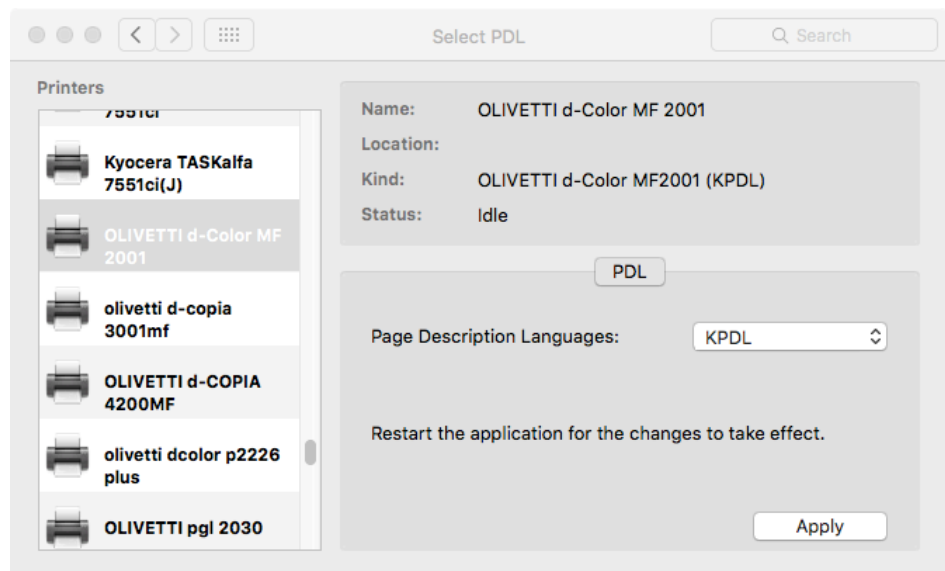 Select PDL
Search
Printers
7551ci
Kyocera TASKalfa
7551ci(J)
OLIVETTI d-Color MF
2001
olivetti d-copia
3001mf
OLIVETTI d-COPIA
4200MF
olivetti dcolor p2226
plus
OLIVETTI pgl 2030
Name: OLIVETTI d-Color MF 2001
Location:
Kind: OLIVETTI d-Color MF2001 (KPDL)
Status: Idle
PDL
Page Description Languages: KPDL
Restart the application for the changes to take effect.
Apply